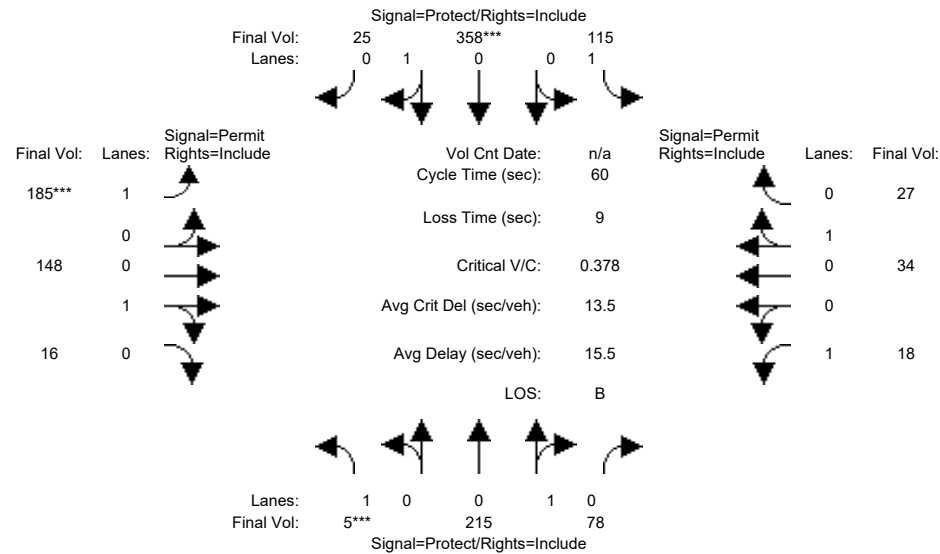 Signal=Protect/Rights=Include
Final Vol: 25 358*** 115
Lanes: 0 1 0 0 1
Signal=Permit Signal=Permit
Final Vol: Lanes: Rights=Include Vol Cnt Date: n/a Rights=Include Lanes: Final Vol:
Cycle Time (sec): 60
185*** 1 0 27
Loss Time (sec): 9
0 1
148 0 Critical V/C: 0.378 0 34
1 Avg Crit Del (sec/veh): 13.5 0
16 0 Avg Delay (sec/veh): 15.5 1 18
LOS: B
Lanes: 1 0 0 1 0
Final Vol: 5*** 215 78
Signal=Protect/Rights=Include